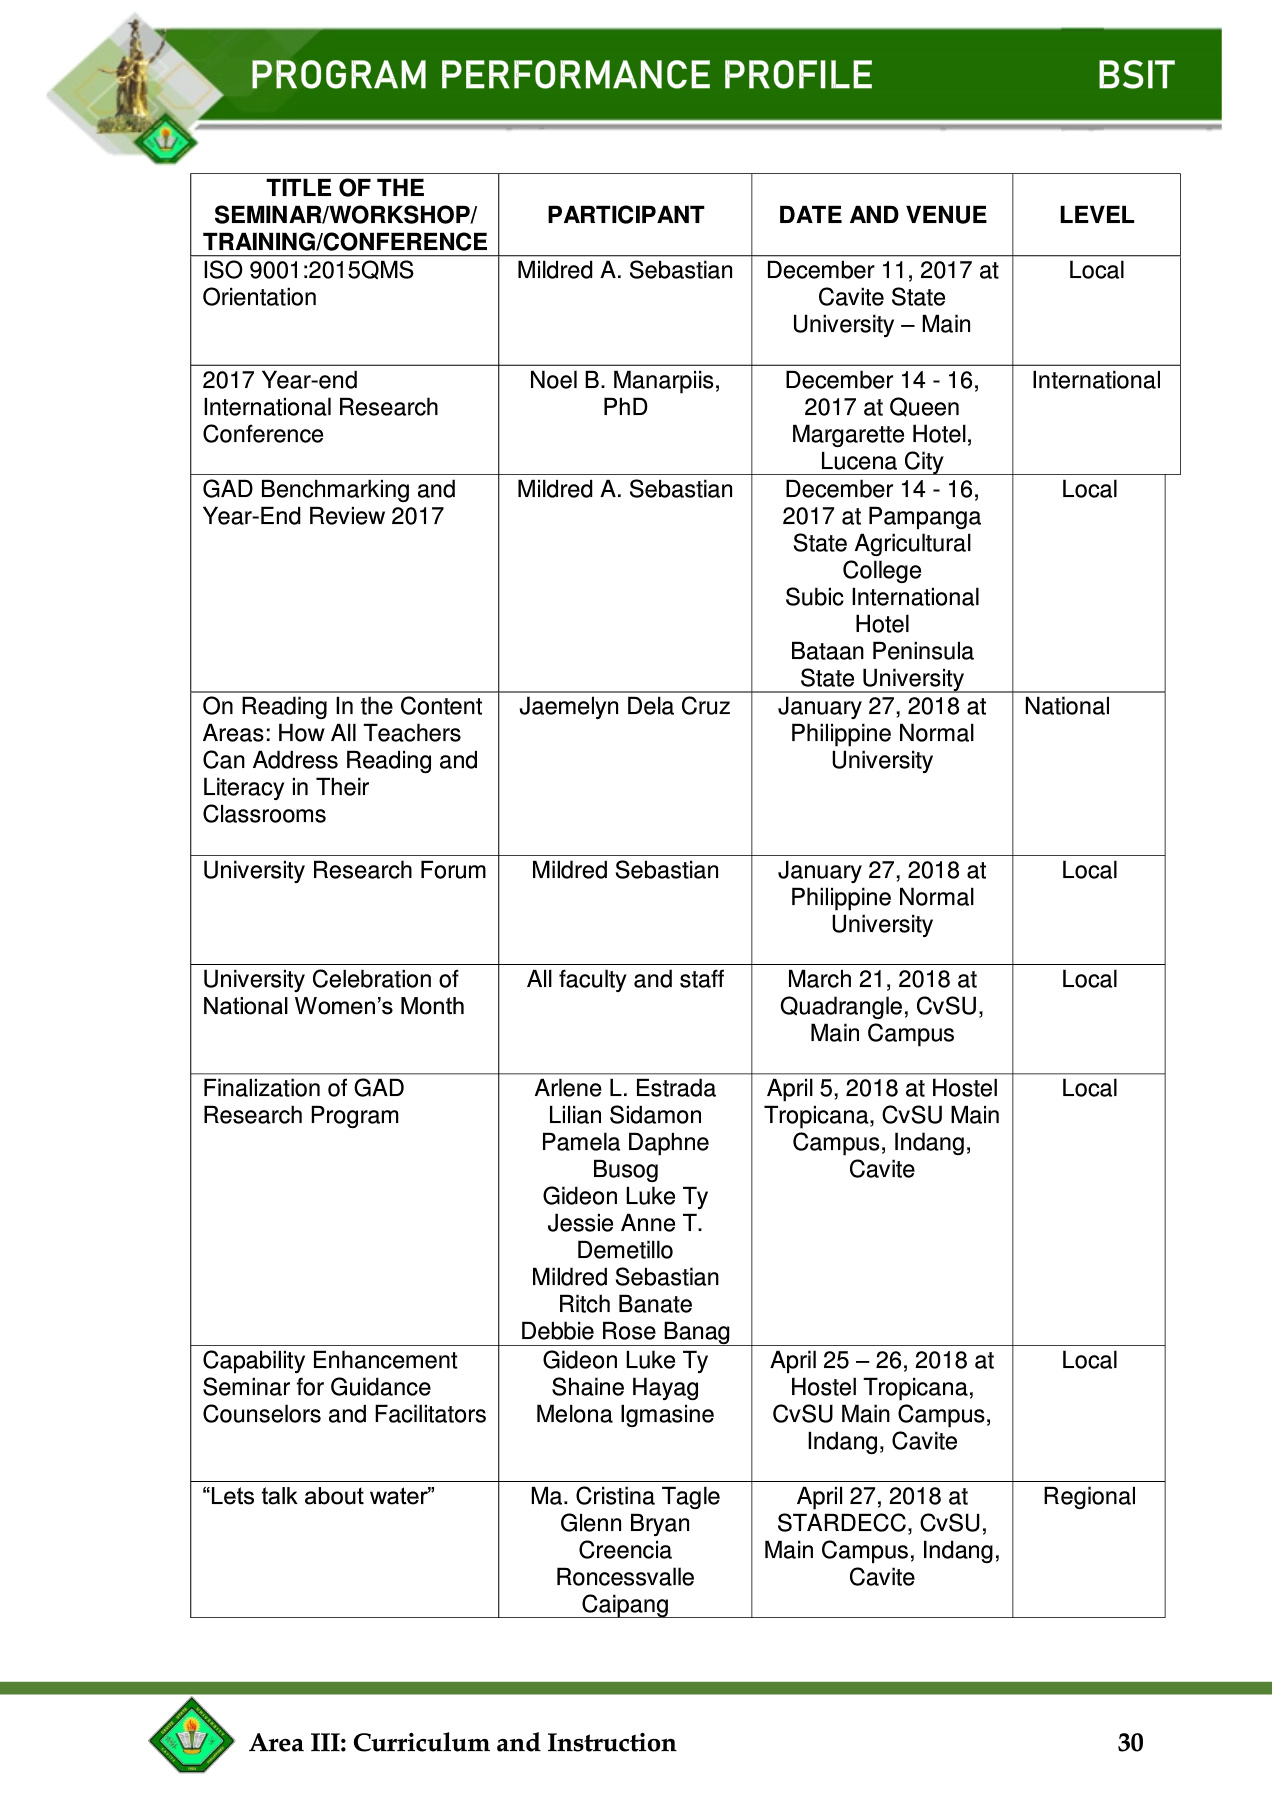 PROGRAM PERFORMANCE PROFILE BSIT
TITLE OF THE SEMINAR/WORKSHOP/ TRAINING/CONFERENCE PARTICIPANT DATE AND VENUE LEVEL
ISO 9001:2015QMS
Orientation
Mildred A. Sebastian
December 11, 2017 at
Cavite State
University – Main
Local
2017 Year-end
International Research
Conference
Noel B. Manarpiis,
PhD
December 14 - 16,
2017 at Queen
Margarette Hotel,
Lucena City
International
GAD Benchmarking and
Year-End Review 2017
Mildred A. Sebastian
December 14 - 16,
2017 at Pampanga
State Agricultural
College
Subic International
Hotel
Bataan Peninsula
State University
Local
On Reading In the Content
Areas: How All Teachers
Can Address Reading and
Literacy in Their
Classrooms
Jaemelyn Dela Cruz
January 27, 2018 at
Philippine Normal
University
National
University Research Forum
Mildred Sebastian
January 27, 2018 at
Philippine Normal
University
Local
University Celebration of
National Women’s Month
All faculty and staff
March 21, 2018 at
Quadrangle, CvSU,
Main Campus
Local
Finalization of GAD
Research Program
Arlene L. Estrada
Lilian Sidamon
Pamela Daphne
Busog
Gideon Luke Ty
Jessie Anne T.
Demetillo
Mildred Sebastian
Ritch Banate
Debbie Rose Banag
April 5, 2018 at Hostel
Tropicana, CvSU Main
Campus, Indang,
Cavite
Local
Capability Enhancement
Seminar for Guidance
Counselors and Facilitators
Gideon Luke Ty
Shaine Hayag
Melona Igmasine
April 25 – 26, 2018 at
Hostel Tropicana,
CvSU Main Campus,
Indang, Cavite
Local
“Lets talk about water”
Ma. Cristina Tagle
Glenn Bryan
Creencia
Roncessvalle
Caipang
April 27, 2018 at
STARDECC, CvSU,
Main Campus, Indang,
Cavite
Regional
Area III: Curriculum and Instruction 30